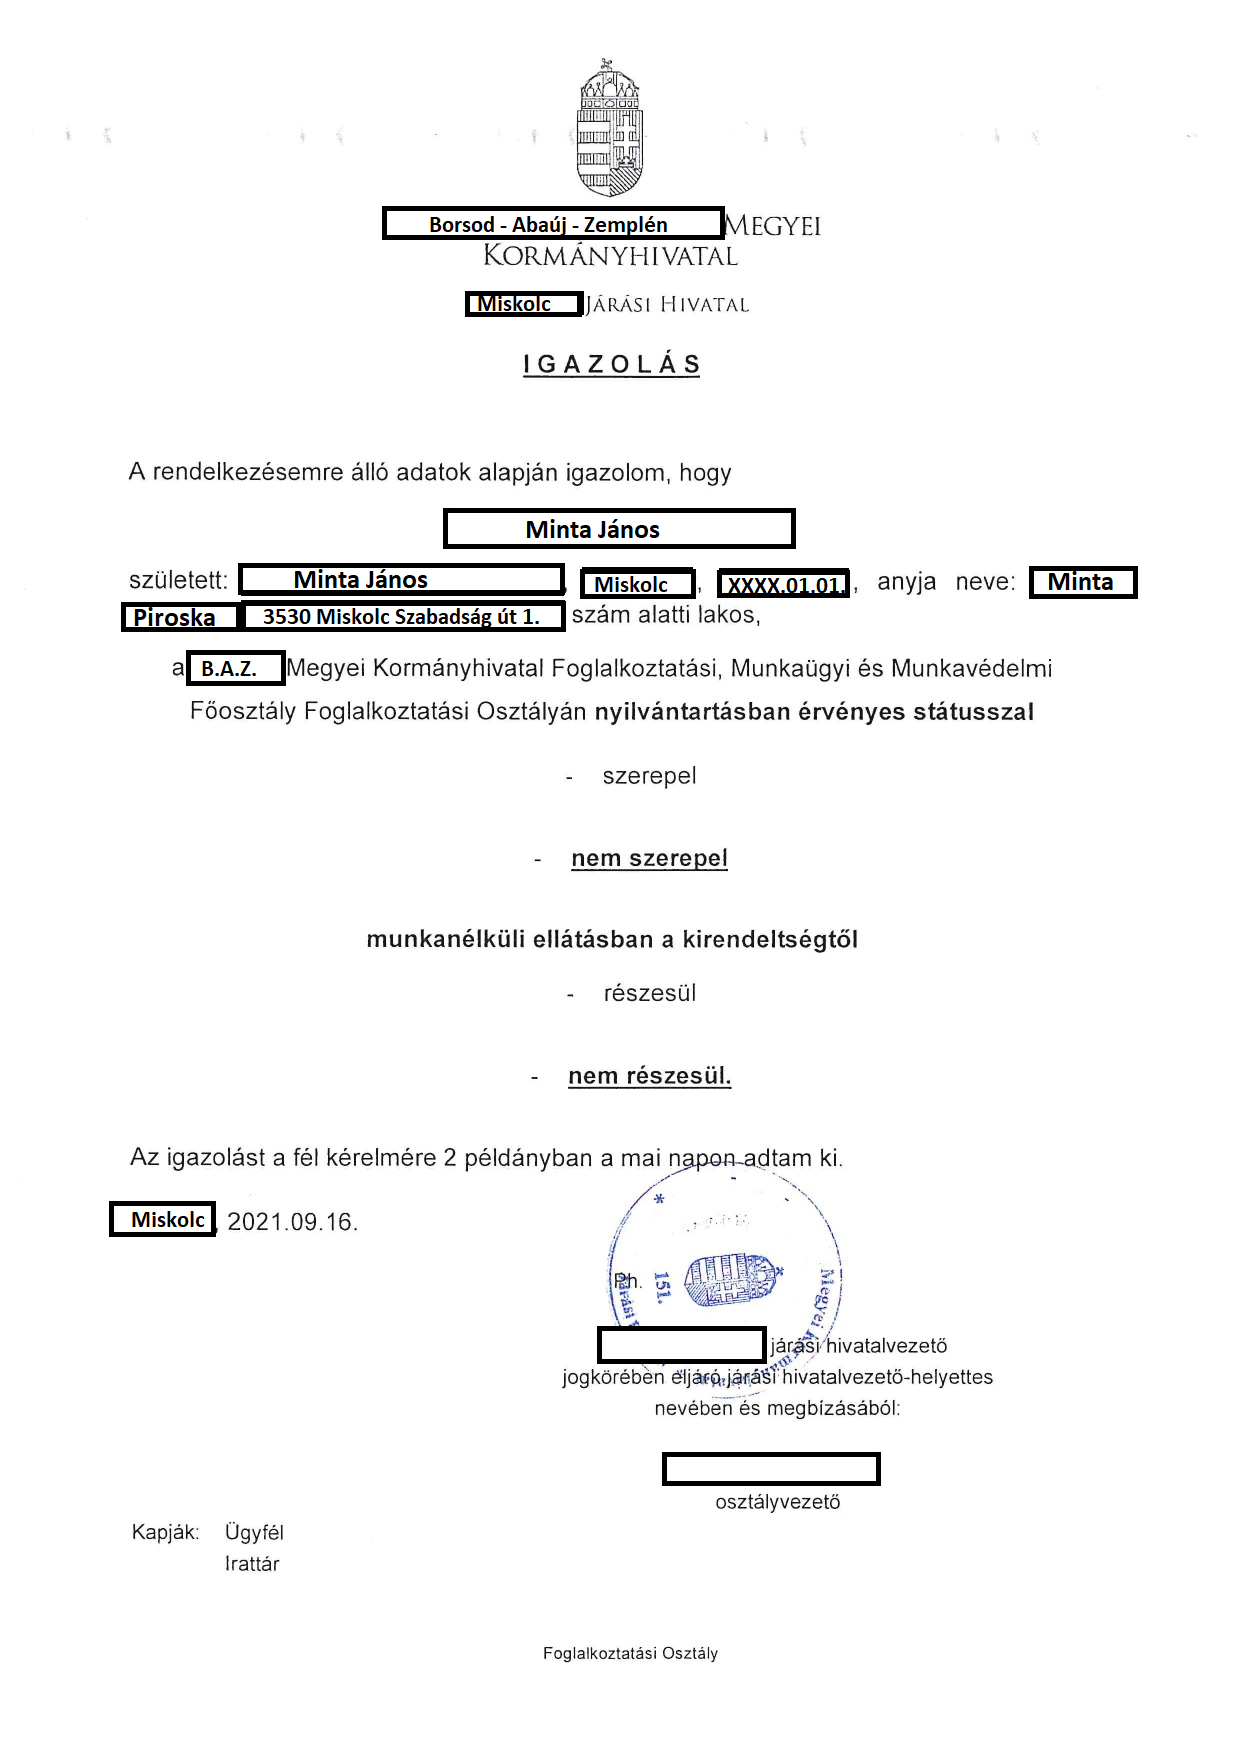 Borsod - Abaúj - Zemplén MEGYEI
KORMÁNYHIVATAL
Miskolc JÁRÁSI HIVATAL
IGAZOLÁS
A rendelkezésemre álló adatok alapján igazolom, hogy
Minta János
született: Minta János, Miskolc, XXXX.01.01., anyja neve: Minta
Piroska 3530 Miskolc Szabadság út 1. szám alatti lakos,
a B.A.Z. Megyei Kormányhivatal Foglalkoztatási, Munkaügyi és Munkavédelmi
Főosztály Foglalkoztatási Osztályán nyilvántartásban érvényes státusszal
- szerepel
- nem szerepel
munkanélküli ellátásban a kirendeltségtől
- részesül
- nem részesül.
Az igazolást a fél kérelmére 2 példányban a mai napon adtam ki.
Miskolc, 2021.09.16.
Ph.
151.
Megyei Kormányhivatal
Járási
járási hivatalvezető
jogkörében eljáró járási hivatalvezető-helyettes
nevében és megbízásából:
osztályvezető
Kapják: Ügyfél
Irattár
Foglalkoztatási Osztály